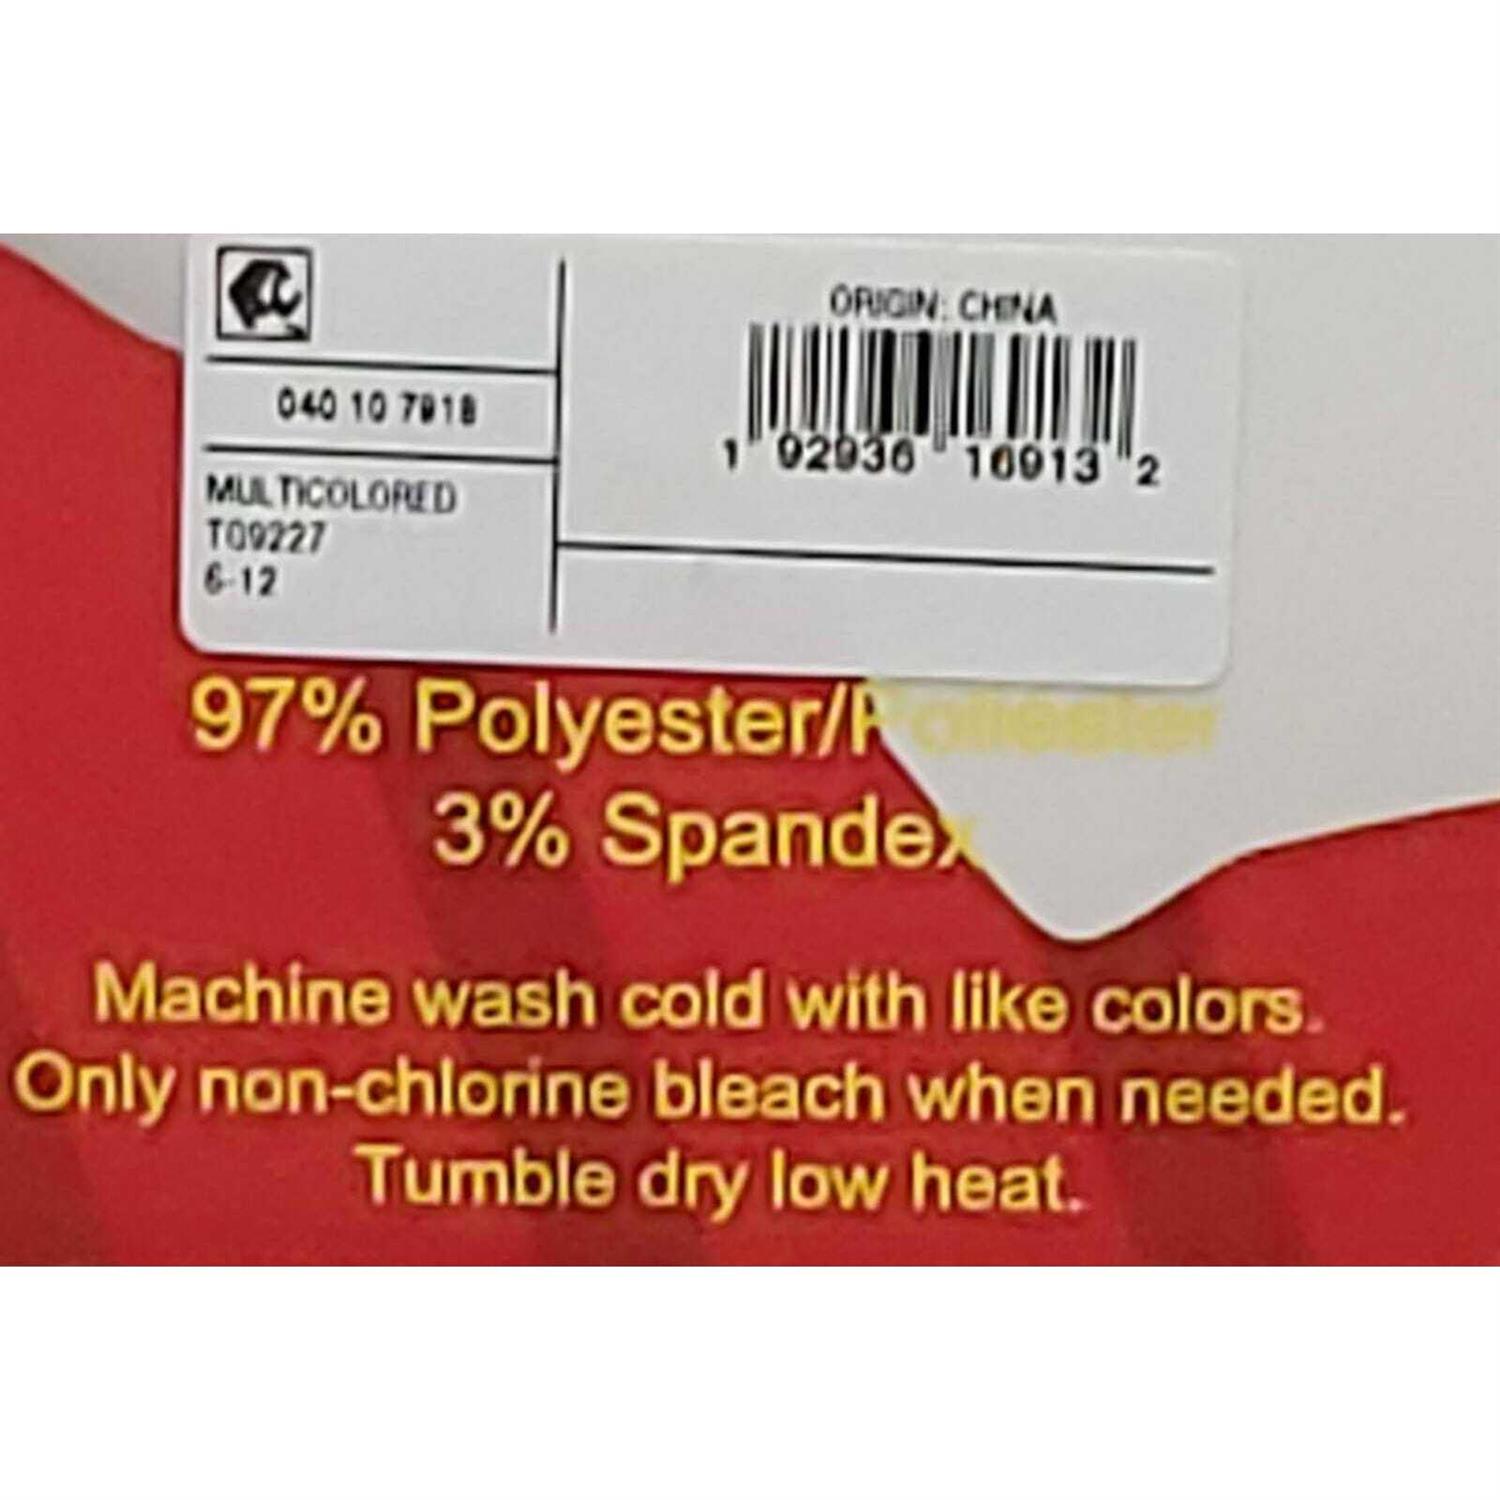 ORIGIN: CHINA
1 92936 16913 2
040 10 7918
MULTICOLORED
T09227
6-12
97% Polyester/Poliester
3% Spandex
Machine wash cold with like colors.
Only non-chlorine bleach when needed.
Tumble dry low heat.